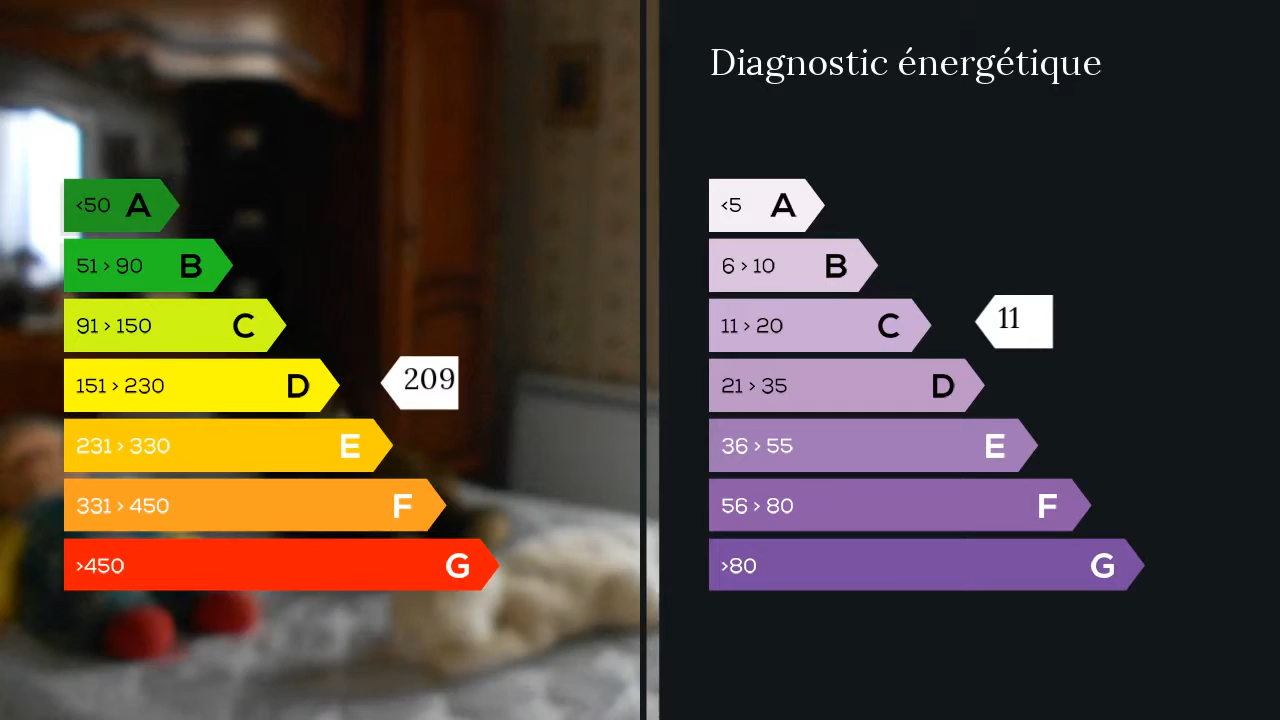 Diagnostic énergétique
<50 A
51 > 90 B
91 > 150 C
151 > 230 D
209
231 > 330 E
331 > 450 F
>450 G
<5 A
6 > 10 B
11 > 20 C
11
21 > 35 D
36 > 55 E
56 > 80 F
>80 G